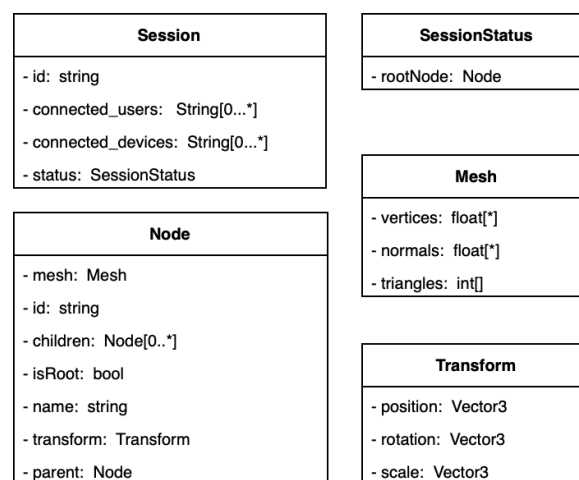 Session
- id: string
- connected_users: String[0...*]
- connected_devices: String[0...*]
- status: SessionStatus
SessionStatus
- rootNode: Node
Node
- mesh: Mesh
- id: string
- children: Node[0..*]
- isRoot: bool
- name: string
- transform: Transform
- parent: Node
Mesh
- vertices: float[*]
- normals: float[*]
- triangles: int[]
Transform
- position: Vector3
- rotation: Vector3
- scale: Vector3